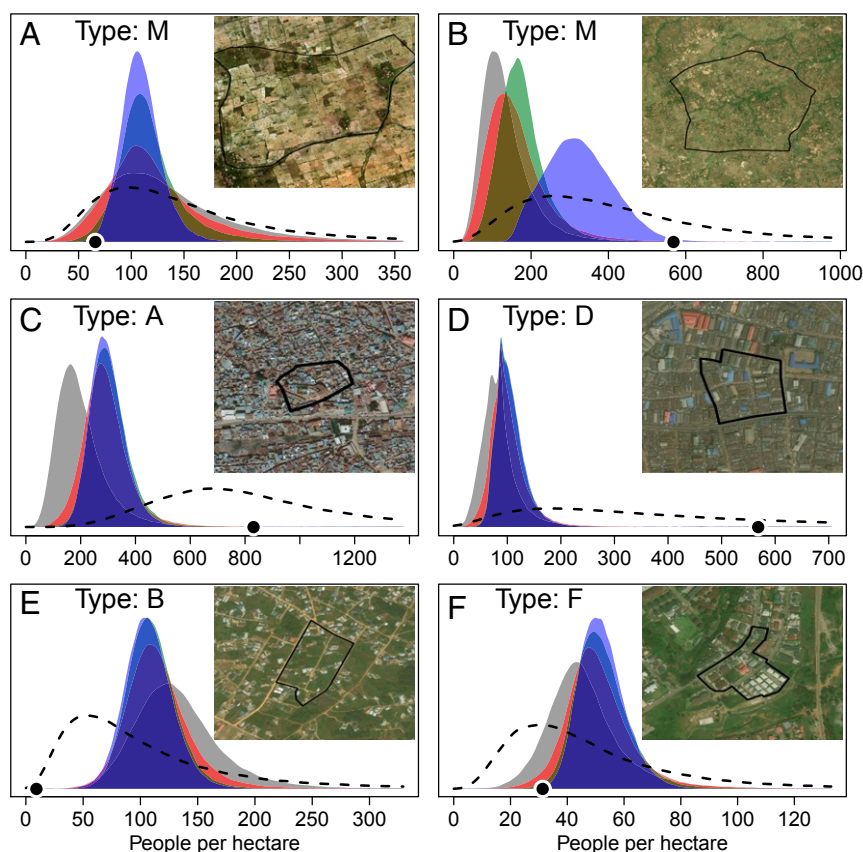 A Type: M
0 50 100 150 200 250 300 350
B Type: M
0 200 400 600 800 1000
C Type: A
0 200 400 600 800 1200
D Type: D
0 100 200 300 400 500 600 700
E Type: B
0 50 100 150 200 250 300
People per hectare
F Type: F
0 20 40 60 80 100 120
People per hectare